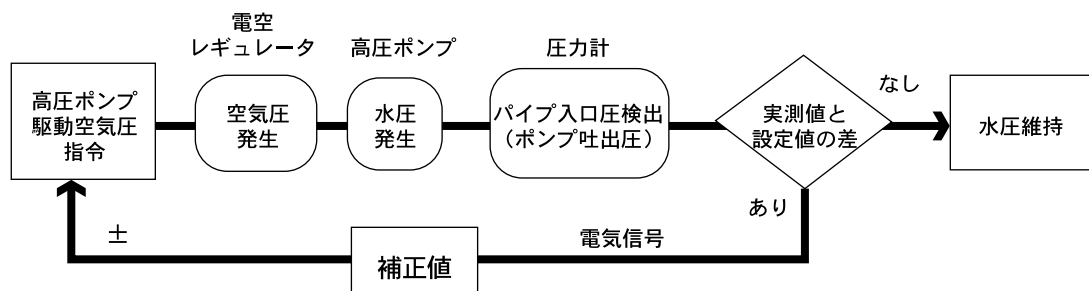 電空
レギュレータ
高圧ポンプ
圧力計
高圧ポンプ
駆動空気圧
指令
空気圧
発生
水圧
発生
パイプ入口圧検出
（ポンプ吐出圧）
実測値と
設定値の差
なし
水圧維持
あり
±
補正値
電気信号